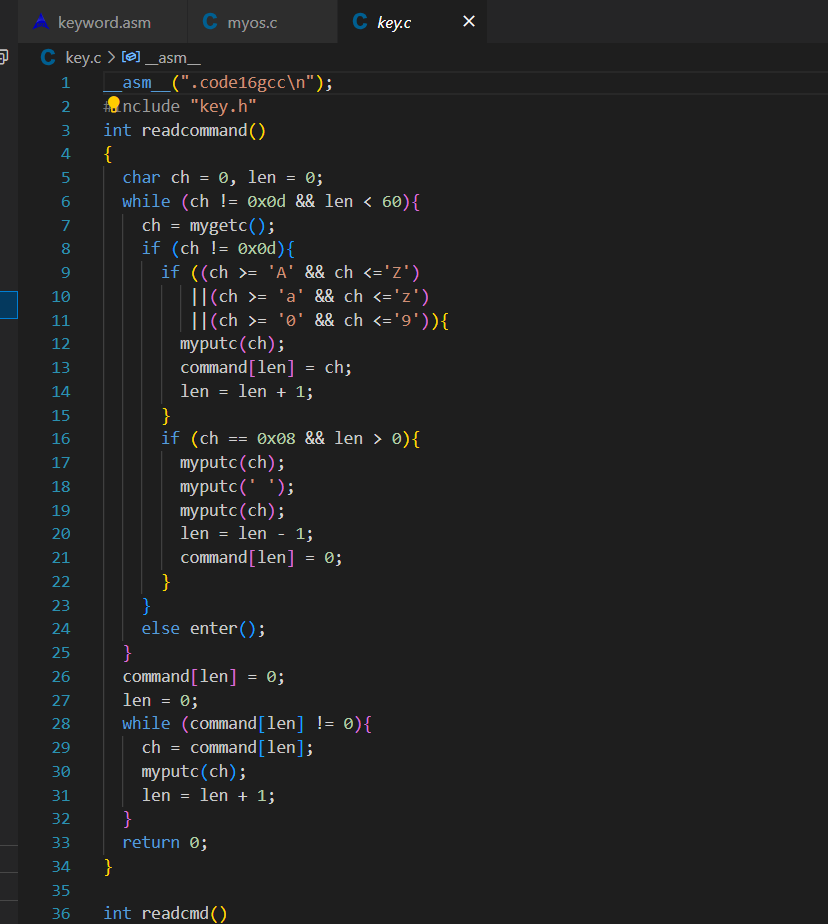 keyword.asm
C myos.c
C key.c ×
C key.c > __asm__
1 __asm__(".code16gcc\n");
2 #include "key.h"
3 int readcommand()
4 {
5   char ch = 0, len = 0;
6   while (ch != 0x0d && len < 60){
7     ch = mygetc();
8     if (ch != 0x0d){
9       if ((ch >= 'A' && ch <='Z')
10         ||(ch >= 'a' && ch <='z')
11         ||(ch >= '0' && ch <='9')){
12         myputc(ch);
13         command[len] = ch;
14         len = len + 1;
15       }
16       if (ch == 0x08 && len > 0){
17         myputc(ch);
18         myputc(' ');
19         myputc(ch);
20         len = len - 1;
21         command[len] = 0;
22       }
23     }
24     else enter();
25   }
26   command[len] = 0;
27   len = 0;
28   while (command[len] != 0){
29     ch = command[len];
30     myputc(ch);
31     len = len + 1;
32   }
33   return 0;
34 }
35
36 int readcmd()